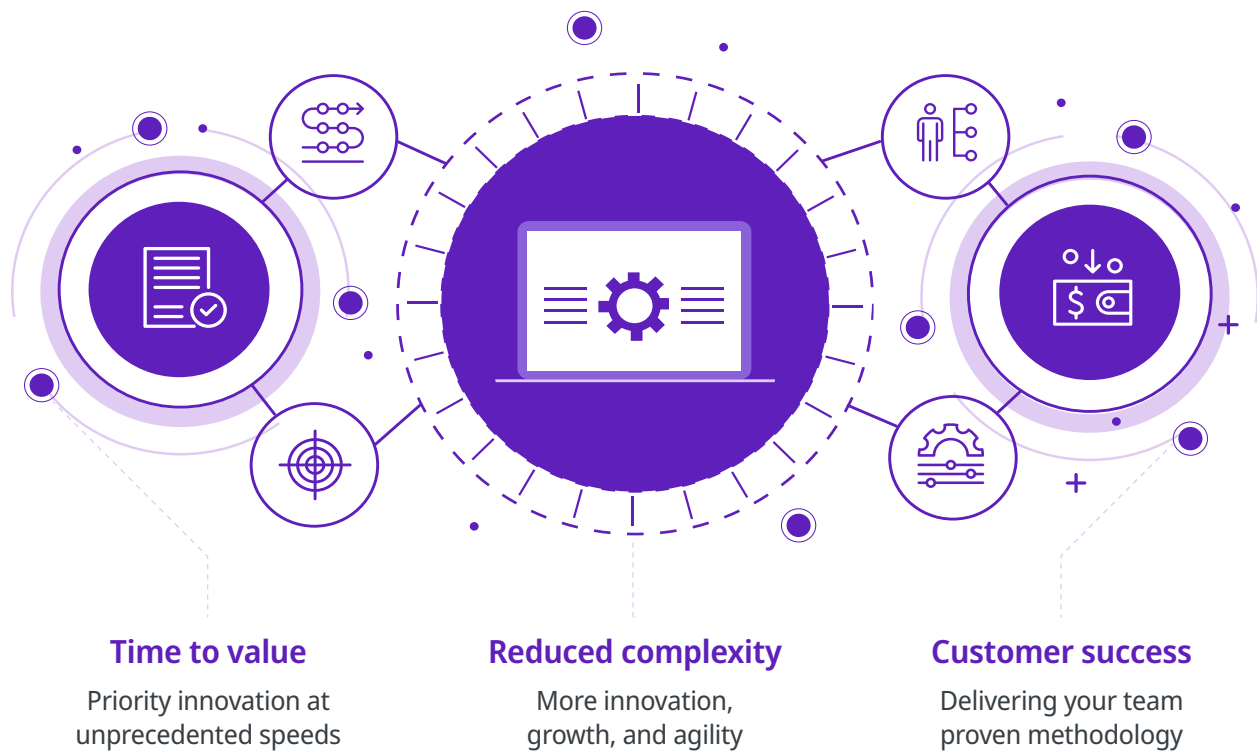 $
Time to value
Priority innovation at
unprecedented speeds
Reduced complexity
More innovation,
growth, and agility
Customer success
Delivering your team
proven methodology